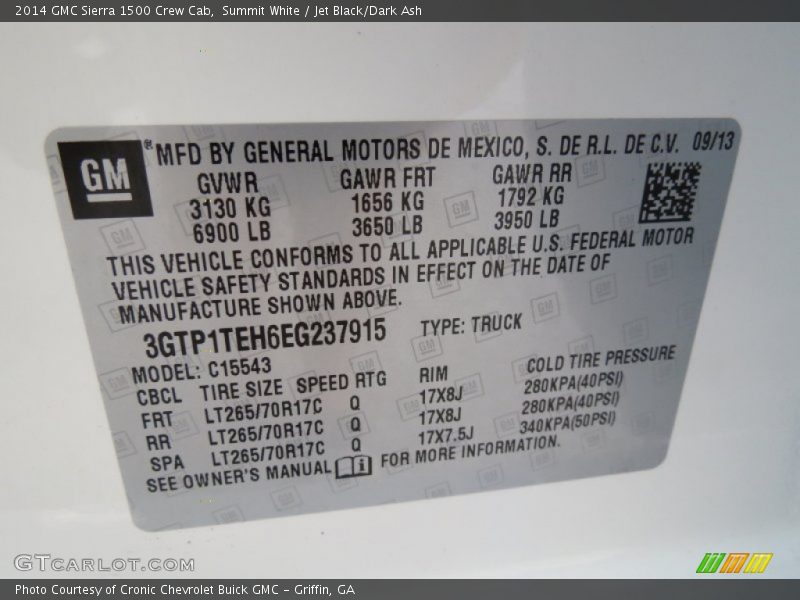 2014 GMC Sierra 1500 Crew Cab, Summit White / Jet Black/Dark Ash
GM ® MFD BY GENERAL MOTORS DE MEXICO, S. DE R.L. DE C.V. 09/13
GVWR GAWR FRT GAWR RR
3130 KG 1656 KG 1792 KG
6900 LB 3650 LB 3950 LB
THIS VEHICLE CONFORMS TO ALL APPLICABLE U.S. FEDERAL MOTOR
VEHICLE SAFETY STANDARDS IN EFFECT ON THE DATE OF
MANUFACTURE SHOWN ABOVE.
3GTP1TEH6EG237915 TYPE: TRUCK
MODEL: C15543
CBCL TIRE SIZE SPEED RTG RIM COLD TIRE PRESSURE
FRT LT265/70R17C Q 17X8J 280KPA(40PSI)
RR LT265/70R17C Q 17X8J 280KPA(40PSI)
SPA LT265/70R17C Q 17X7.5J 340KPA(50PSI)
SEE OWNER'S MANUAL i FOR MORE INFORMATION.
GTCARLOT.COM
Photo Courtesy of Cronic Chevrolet Buick GMC - Griffin, GA